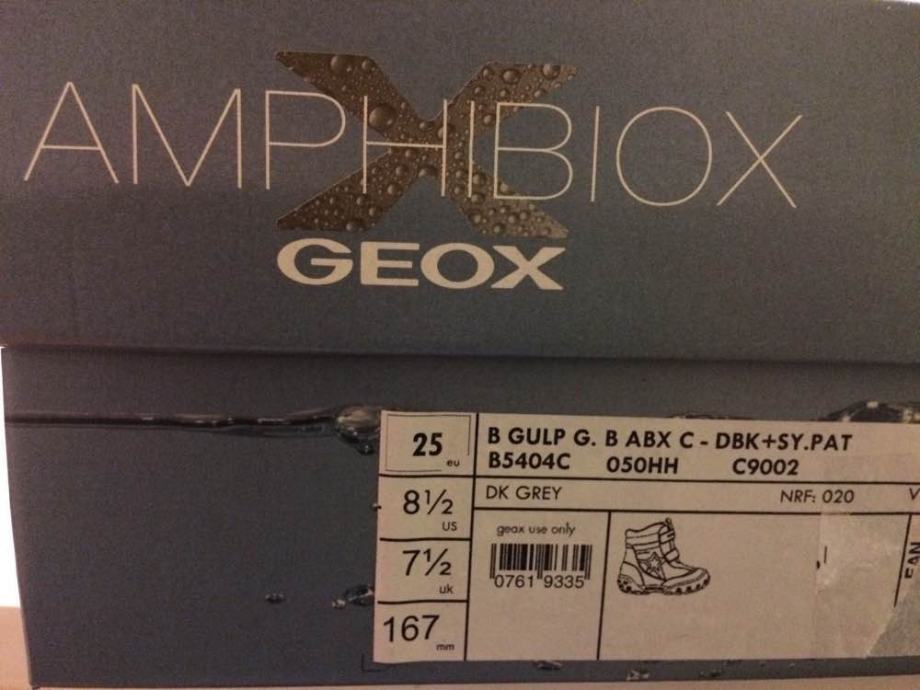 AMPHIBIOX
GEOX
25 eu
8½ US
7½ uk
167 mm
B GULP G. B ABX C - DBK+SY.PAT
B5404C 050HH C9002
DK GREY NRF: 020 V
geox use only
0761 9335
EAN